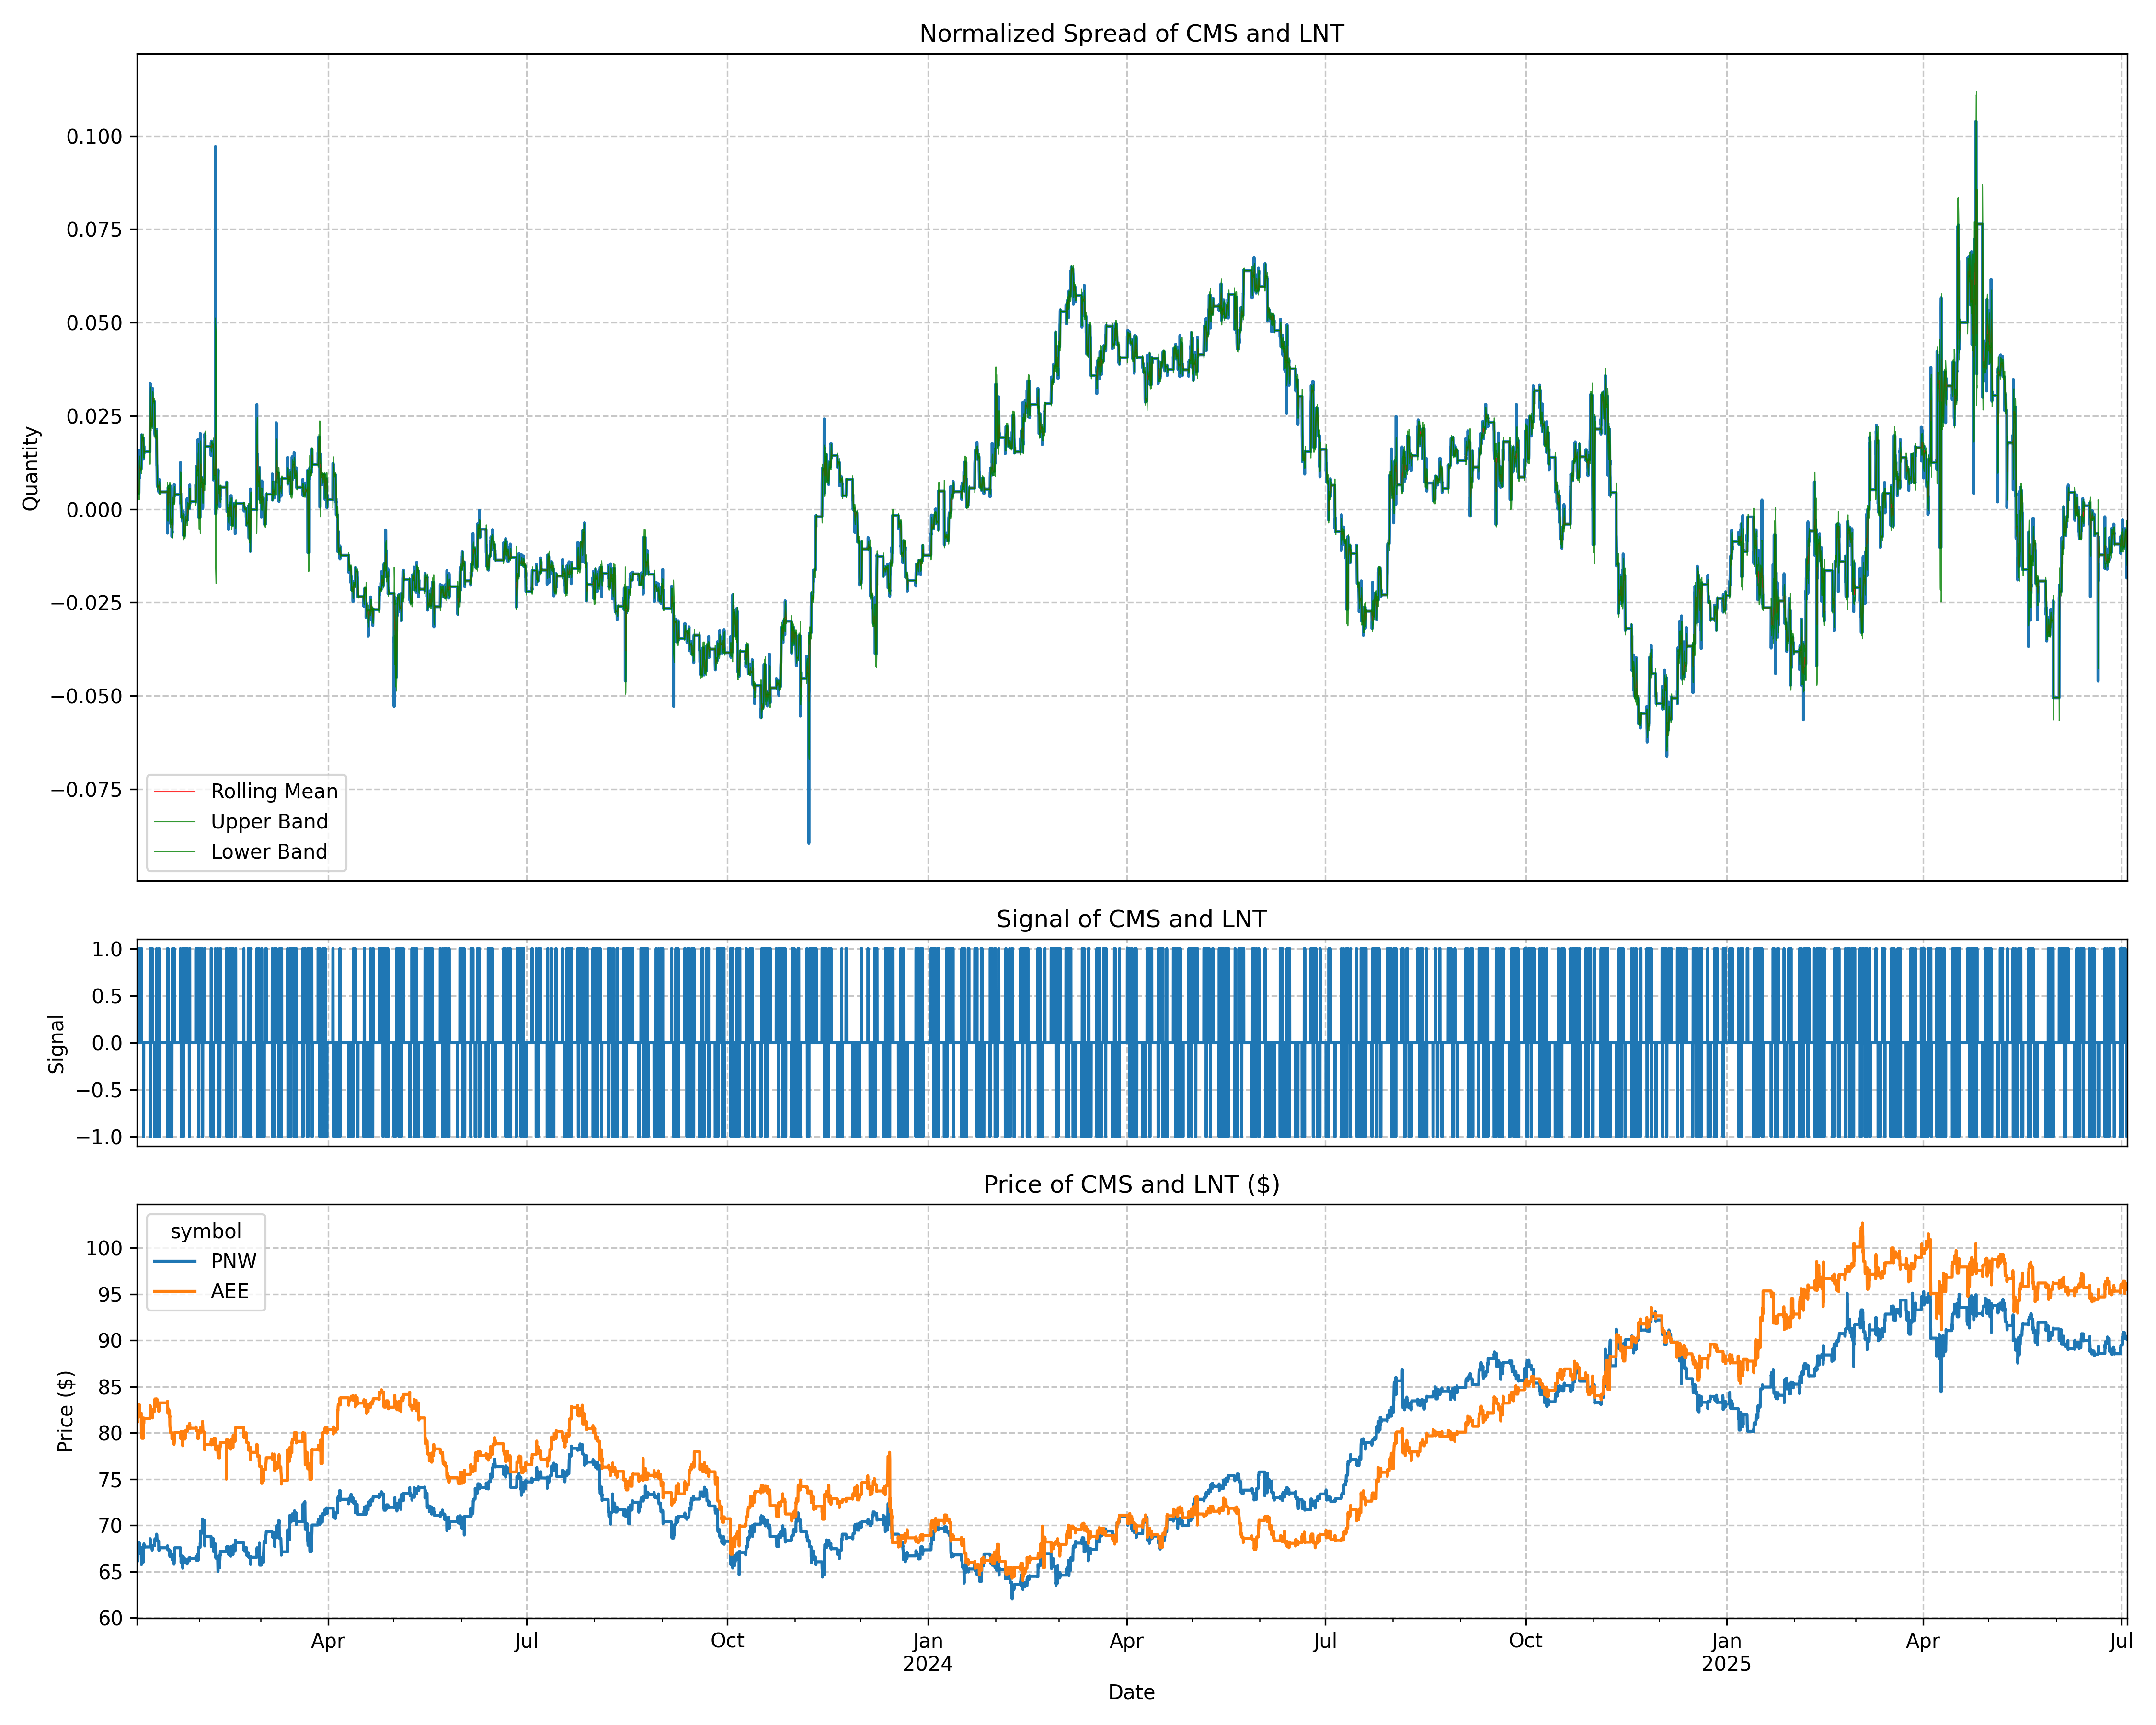 Normalized Spread of CMS and LNT
Quantity
0.100
0.075
0.050
0.025
0.000
−0.025
−0.050
−0.075
Rolling Mean
Upper Band
Lower Band
Signal of CMS and LNT
Signal
1.0
0.5
0.0
−0.5
−1.0
Price of CMS and LNT ($)
Price ($)
100
95
90
85
80
75
70
65
60
symbol
PNW
AEE
Apr Jul Oct Jan Apr Jul Oct Jan Apr Jul
2024 2025
Date